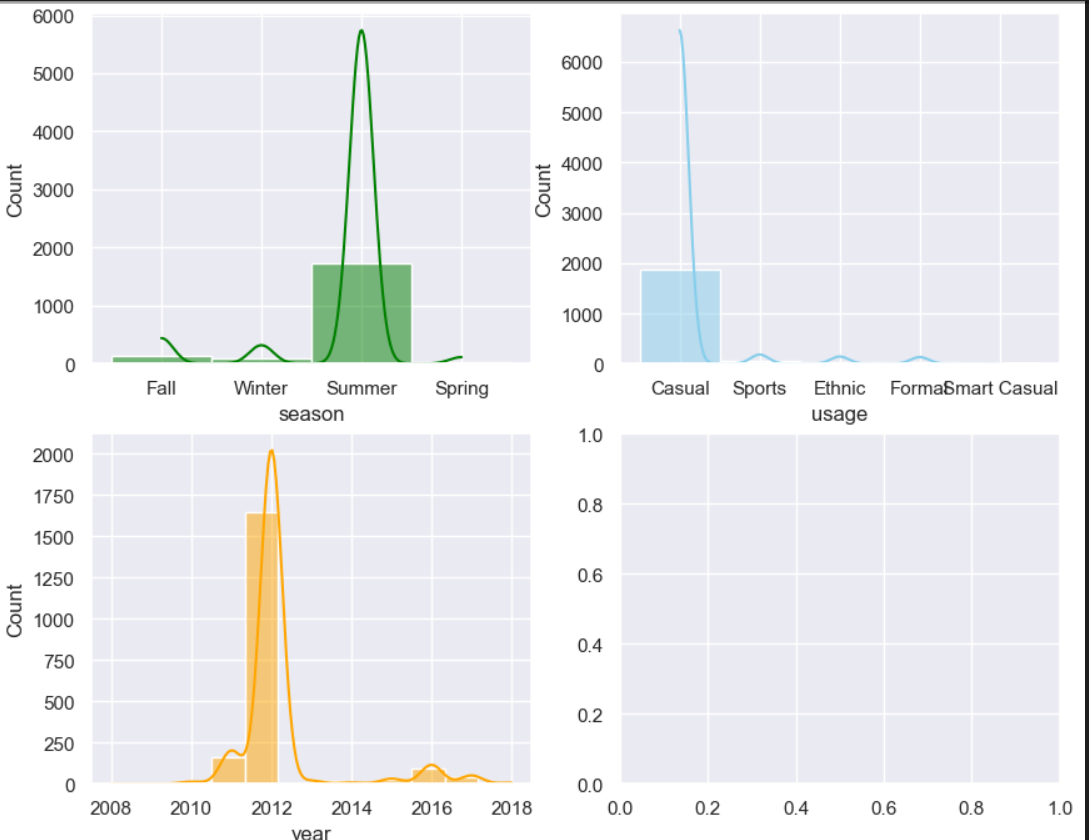 6000
5000
4000
3000
2000
1000
0
Count
Fall Winter Summer Spring
season
6000
5000
4000
3000
2000
1000
0
Count
Casual Sports Ethnic Formal Smart Casual
usage
2000
1750
1500
1250
1000
750
500
250
0
Count
2008 2010 2012 2014 2016 2018
year
1.0
0.8
0.6
0.4
0.2
0.0
0.0 0.2 0.4 0.6 0.8 1.0